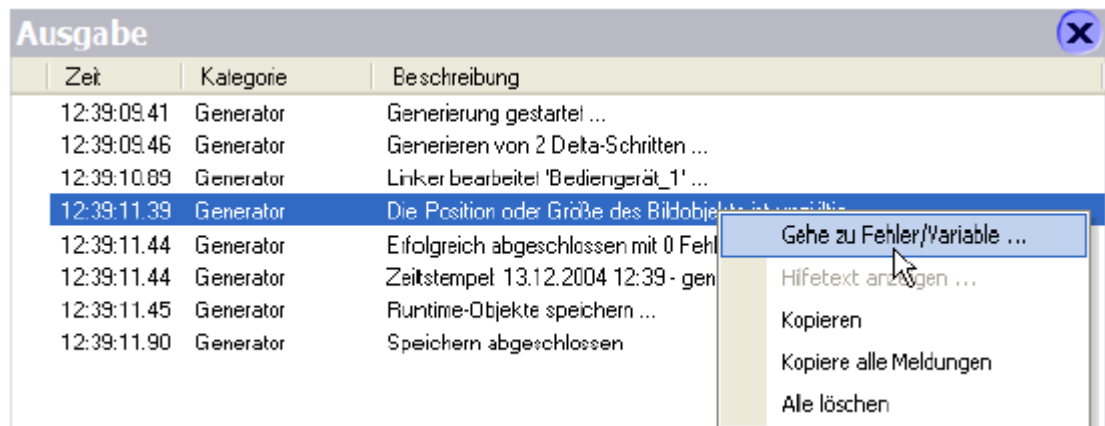 Ausgabe
Zeit Kategorie Beschreibung
12:39:09.41 Generator Generierung gestartet ...
12:39:09.46 Generator Generieren von 2 Delta-Schritten ...
12:39:10.89 Generator Linker bearbeitet 'Bediengerät_1' ...
12:39:11.39 Generator Die Position oder Größe des Bildobjekts ist ungültig
12:39:11.44 Generator Erfolgreich abgeschlossen mit 0 Fehl
12:39:11.44 Generator Zeitstempel: 13.12.2004 12:39 - gen
12:39:11.45 Generator Runtime-Objekte speichern ...
12:39:11.90 Generator Speichern abgeschlossen
Gehe zu Fehler/Variable ...
Hilfetext anzeigen ...
Kopieren
Kopiere alle Meldungen
Alle löschen